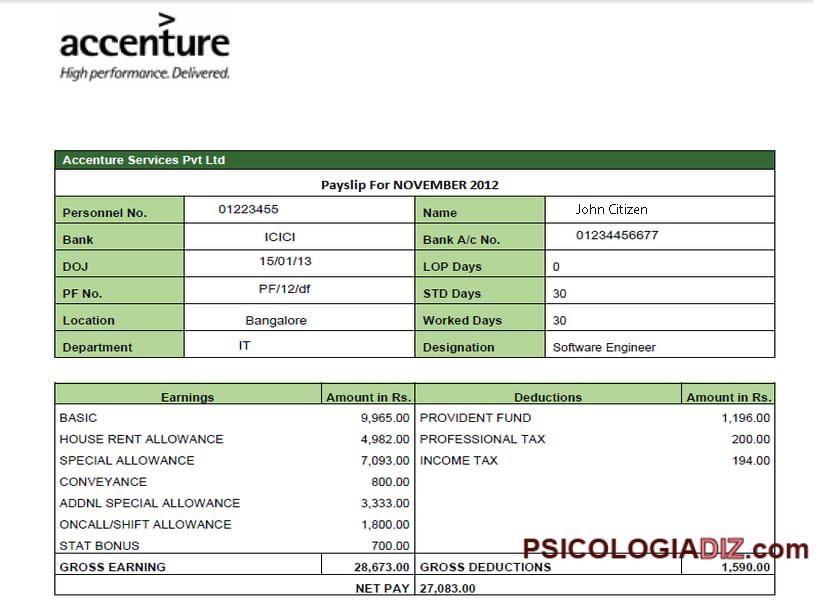 accenture
High performance. Delivered.
Accenture Services Pvt Ltd
Payslip For NOVEMBER 2012
Personnel No. 01223455 Name John Citizen
Bank ICICI Bank A/c No. 01234456677
DOJ 15/01/13 LOP Days 0
PF No. PF/12/df STD Days 30
Location Bangalore Worked Days 30
Department IT Designation Software Engineer
Earnings Amount in Rs. Deductions Amount in Rs.
BASIC 9,965.00 PROVIDENT FUND 1,196.00
HOUSE RENT ALLOWANCE 4,982.00 PROFESSIONAL TAX 200.00
SPECIAL ALLOWANCE 7,093.00 INCOME TAX 194.00
CONVEYANCE 800.00
ADDNL SPECIAL ALLOWANCE 3,333.00
ONCALL/SHIFT ALLOWANCE 1,800.00
STAT BONUS 700.00
PSICOLOGIADIZ.com
GROSS EARNING 28,673.00 GROSS DEDUCTIONS 1,590.00
NET PAY 27,083.00